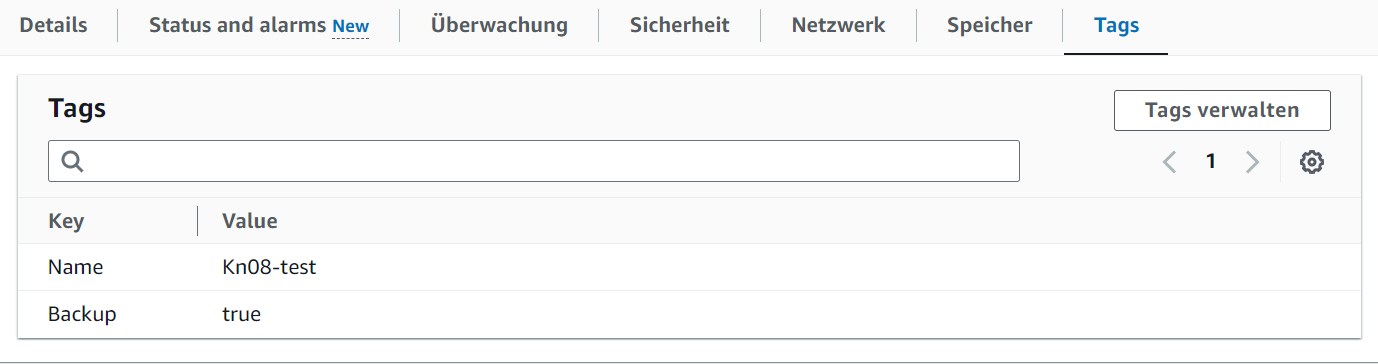 Details Status and alarms New Überwachung Sicherheit Netzwerk Speicher Tags
Tags
Tags verwalten
1
Key Value
Name Kn08-test
Backup true